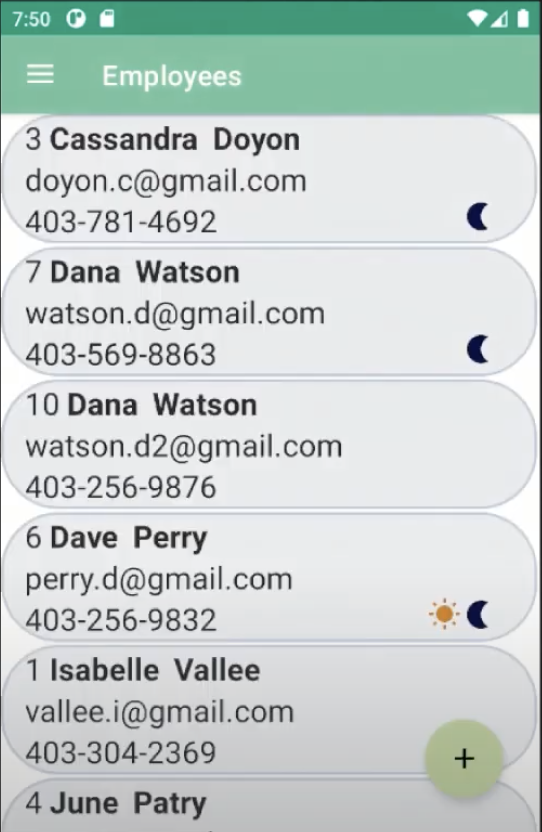 7:50
Employees
3 Cassandra Doyon
doyon.c@gmail.com
403-781-4692
7 Dana Watson
watson.d@gmail.com
403-569-8863
10 Dana Watson
watson.d2@gmail.com
403-256-9876
6 Dave Perry
perry.d@gmail.com
403-256-9832
1 Isabelle Vallee
vallee.i@gmail.com
403-304-2369
+
4 June Patry